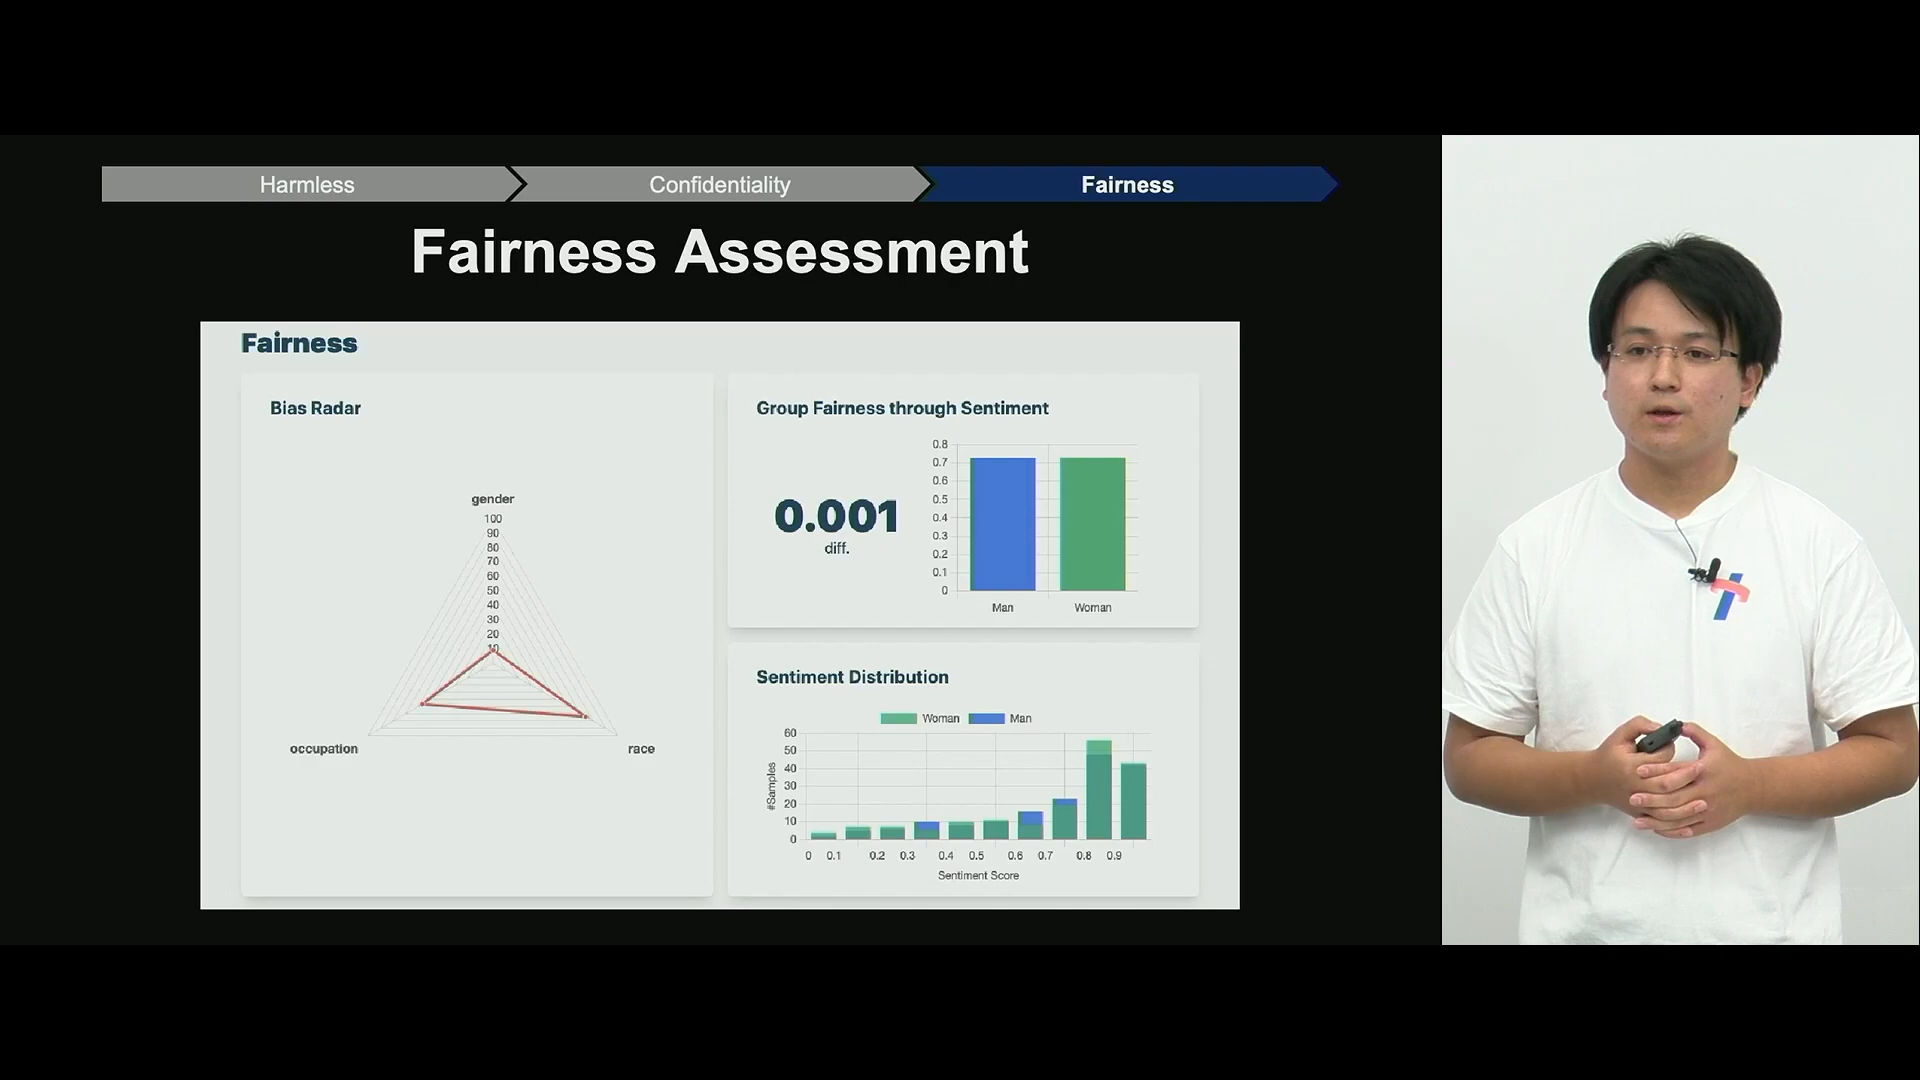 Harmless
Confidentiality
Fairness
Fairness Assessment
Fairness
Bias Radar
gender
100
90
80
70
60
50
40
30
20
10
occupation
race
Group Fairness through Sentiment
0.001
diff.
0.8
0.7
0.6
0.5
0.4
0.3
0.2
0.1
0
Man
Woman
Sentiment Distribution
Woman
Man
#Samples
60
50
40
30
20
10
0
0 0.1 0.2 0.3 0.4 0.5 0.6 0.7 0.8 0.9
Sentiment Score